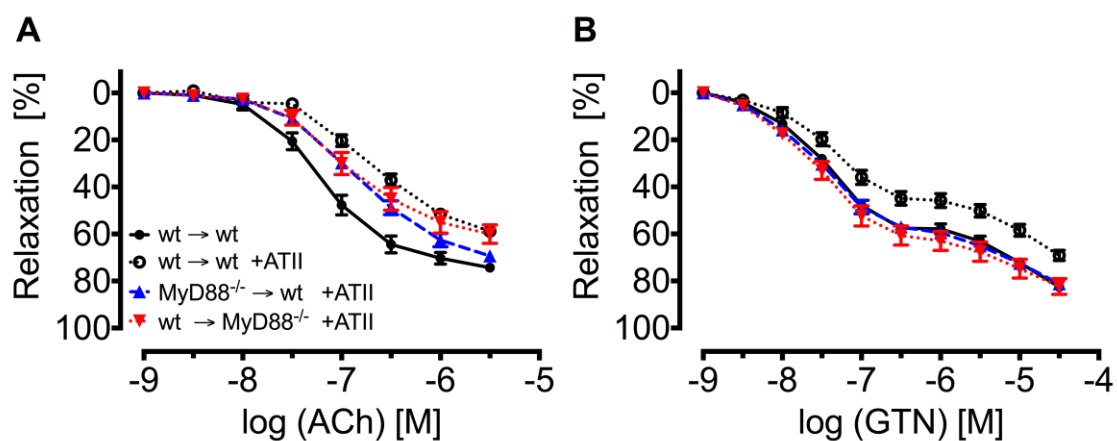 A
Relaxation [%]
0
20
40
60
80
100
wt → wt
wt → wt +ATII
MyD88-/- → wt +ATII
wt → MyD88-/- +ATII
-9 -8 -7 -6 -5
log (ACh) [M]
B
Relaxation [%]
0
20
40
60
80
100
-9 -8 -7 -6 -5 -4
log (GTN) [M]